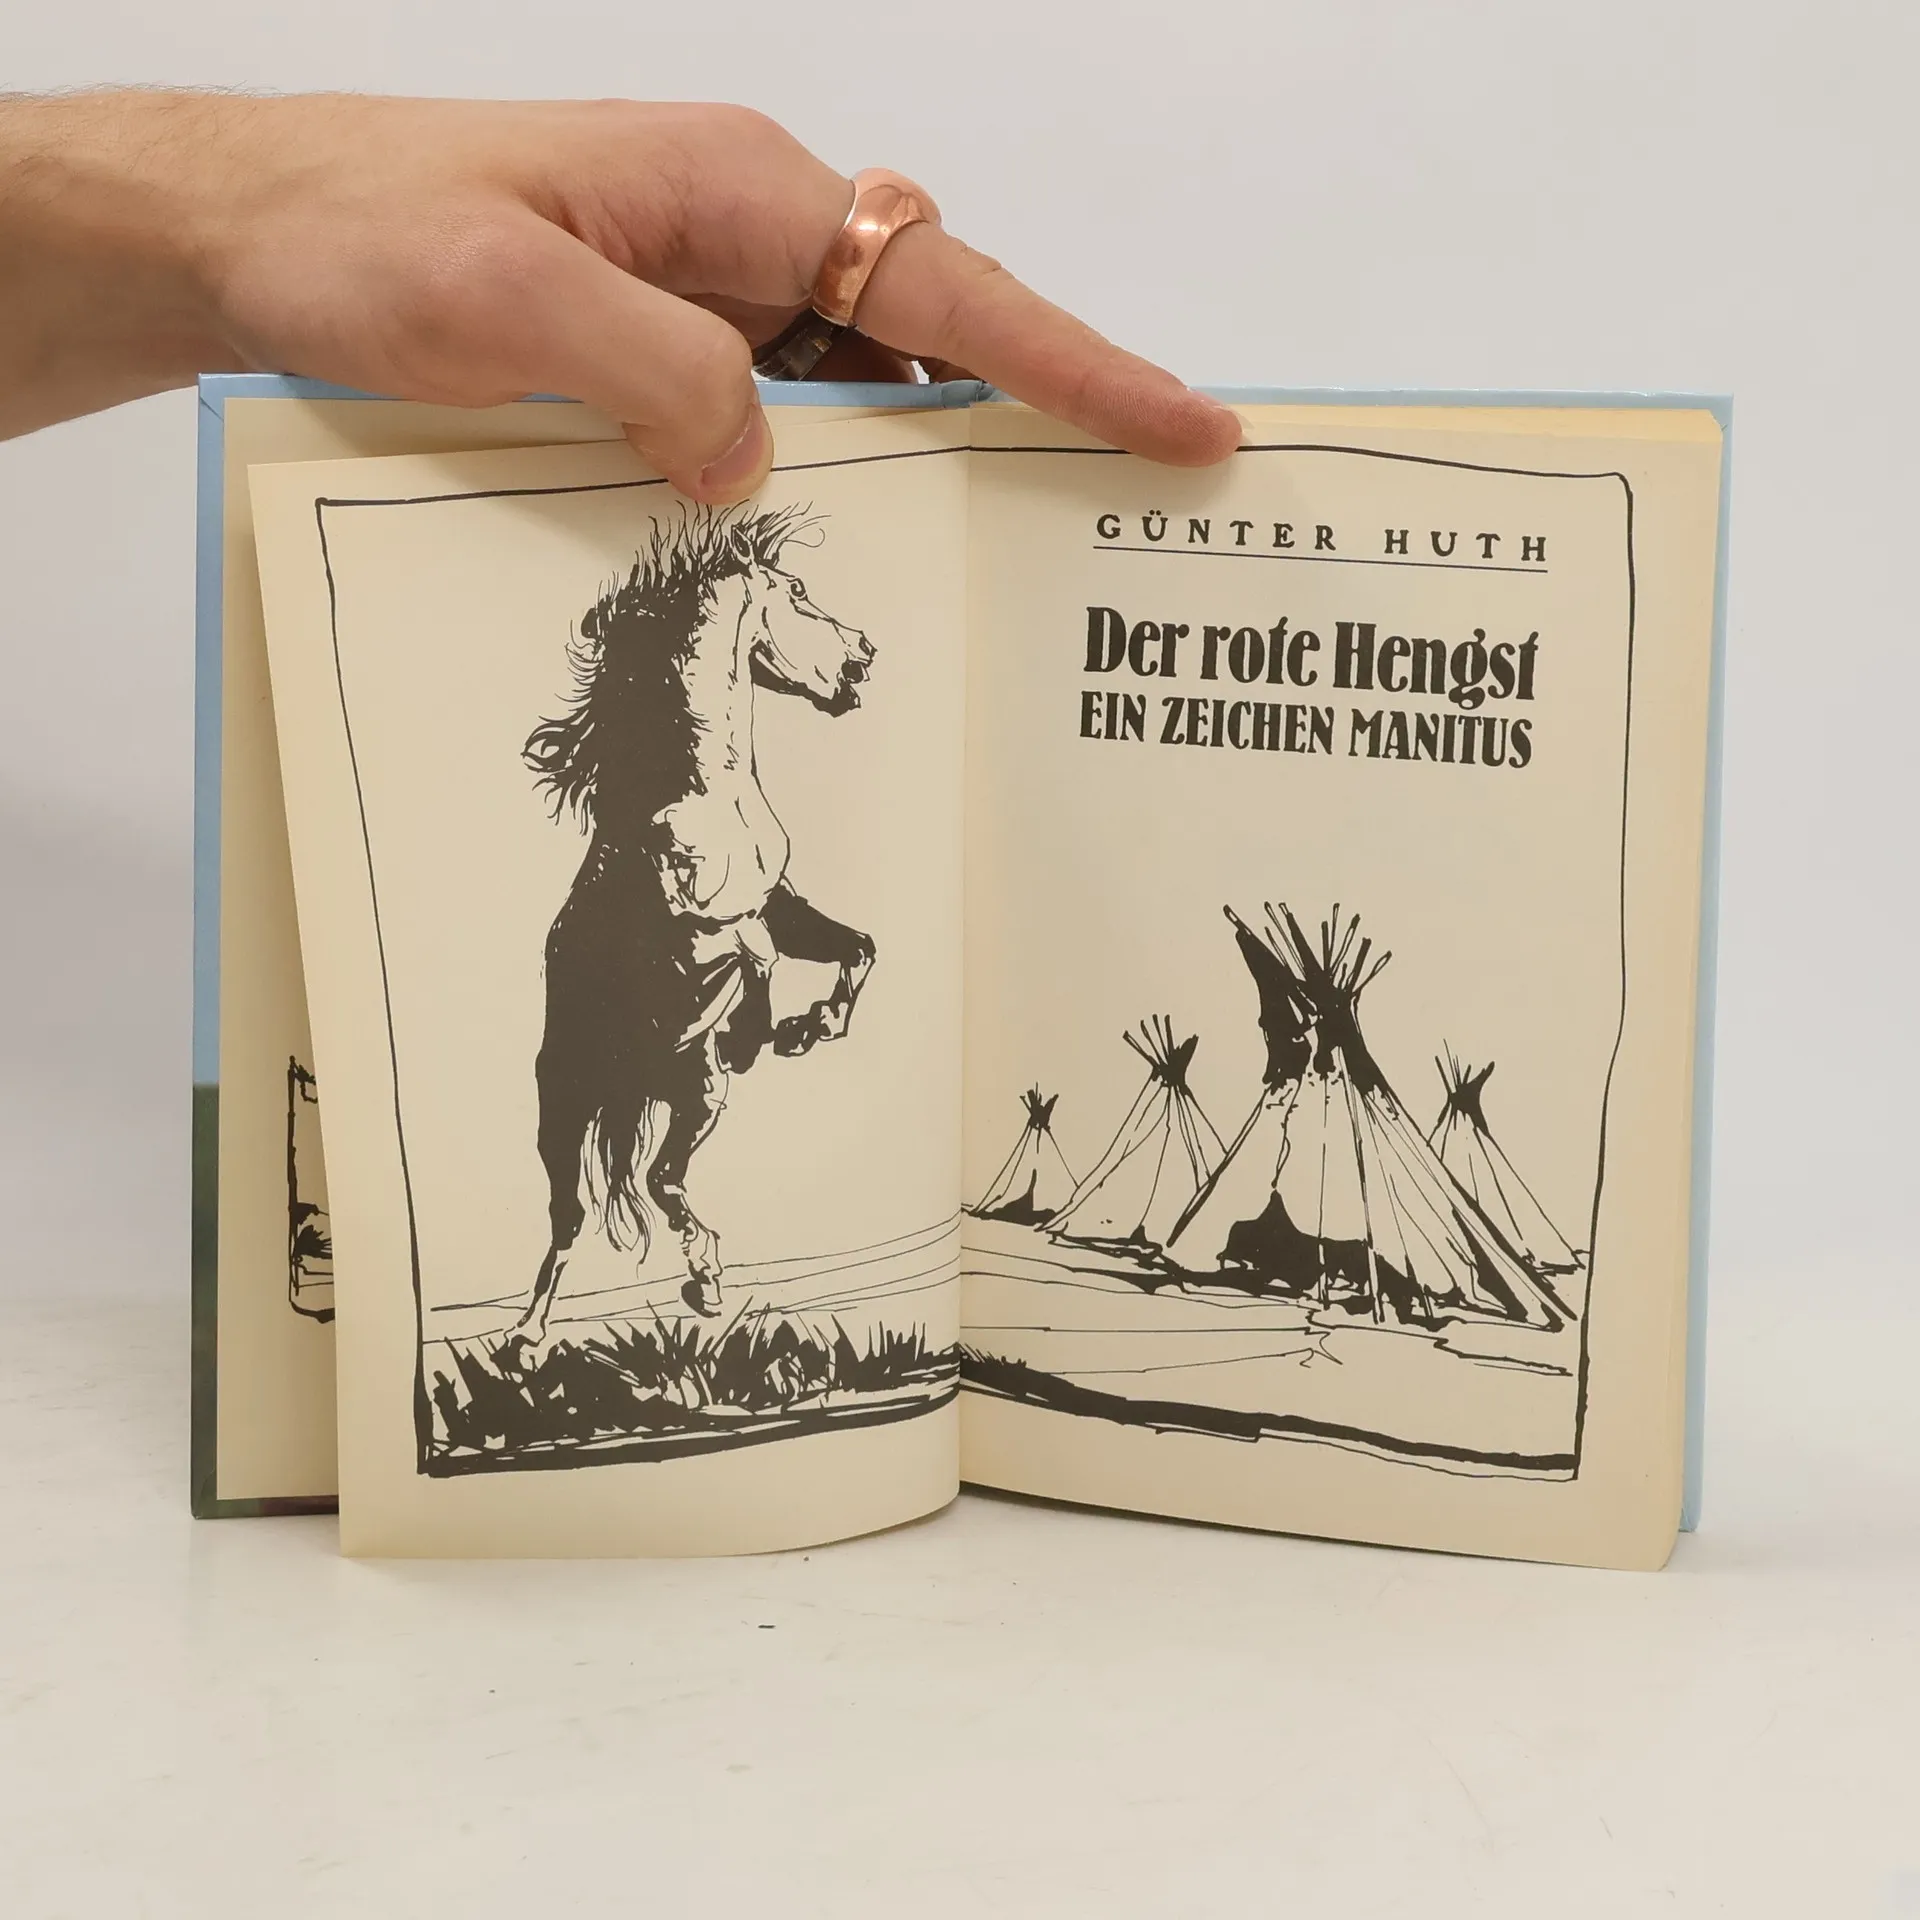 GÜNTER HUTH
Der rote Hengst
EIN ZEICHEN MANITUS